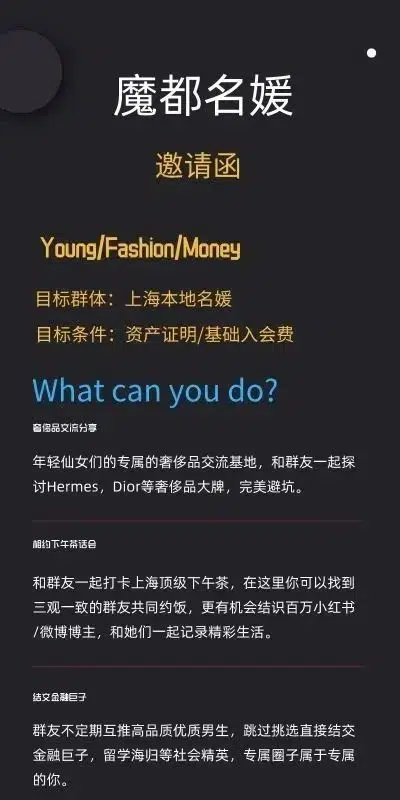 魔都名媛
邀请函
Young/Fashion/Money
目标群体：上海本地名媛
目标条件：资产证明/基础入会费
What can you do?
奢侈品交流分享
年轻仙女们的专属的奢侈品交流基地，和群友一起探
讨Hermes，Dior等奢侈品大牌，完美避坑。
相约下午茶话会
和群友一起打卡上海顶级下午茶，在这里你可以找到
三观一致的群友共同约饭，更有机会结识百万小红书
/微博博主，和她们一起记录精彩生活。
结交金融巨子
群友不定期互推高品质优质男生，跳过挑选直接结交
金融巨子，留学海归等社会精英，专属圈子属于专属
的你。